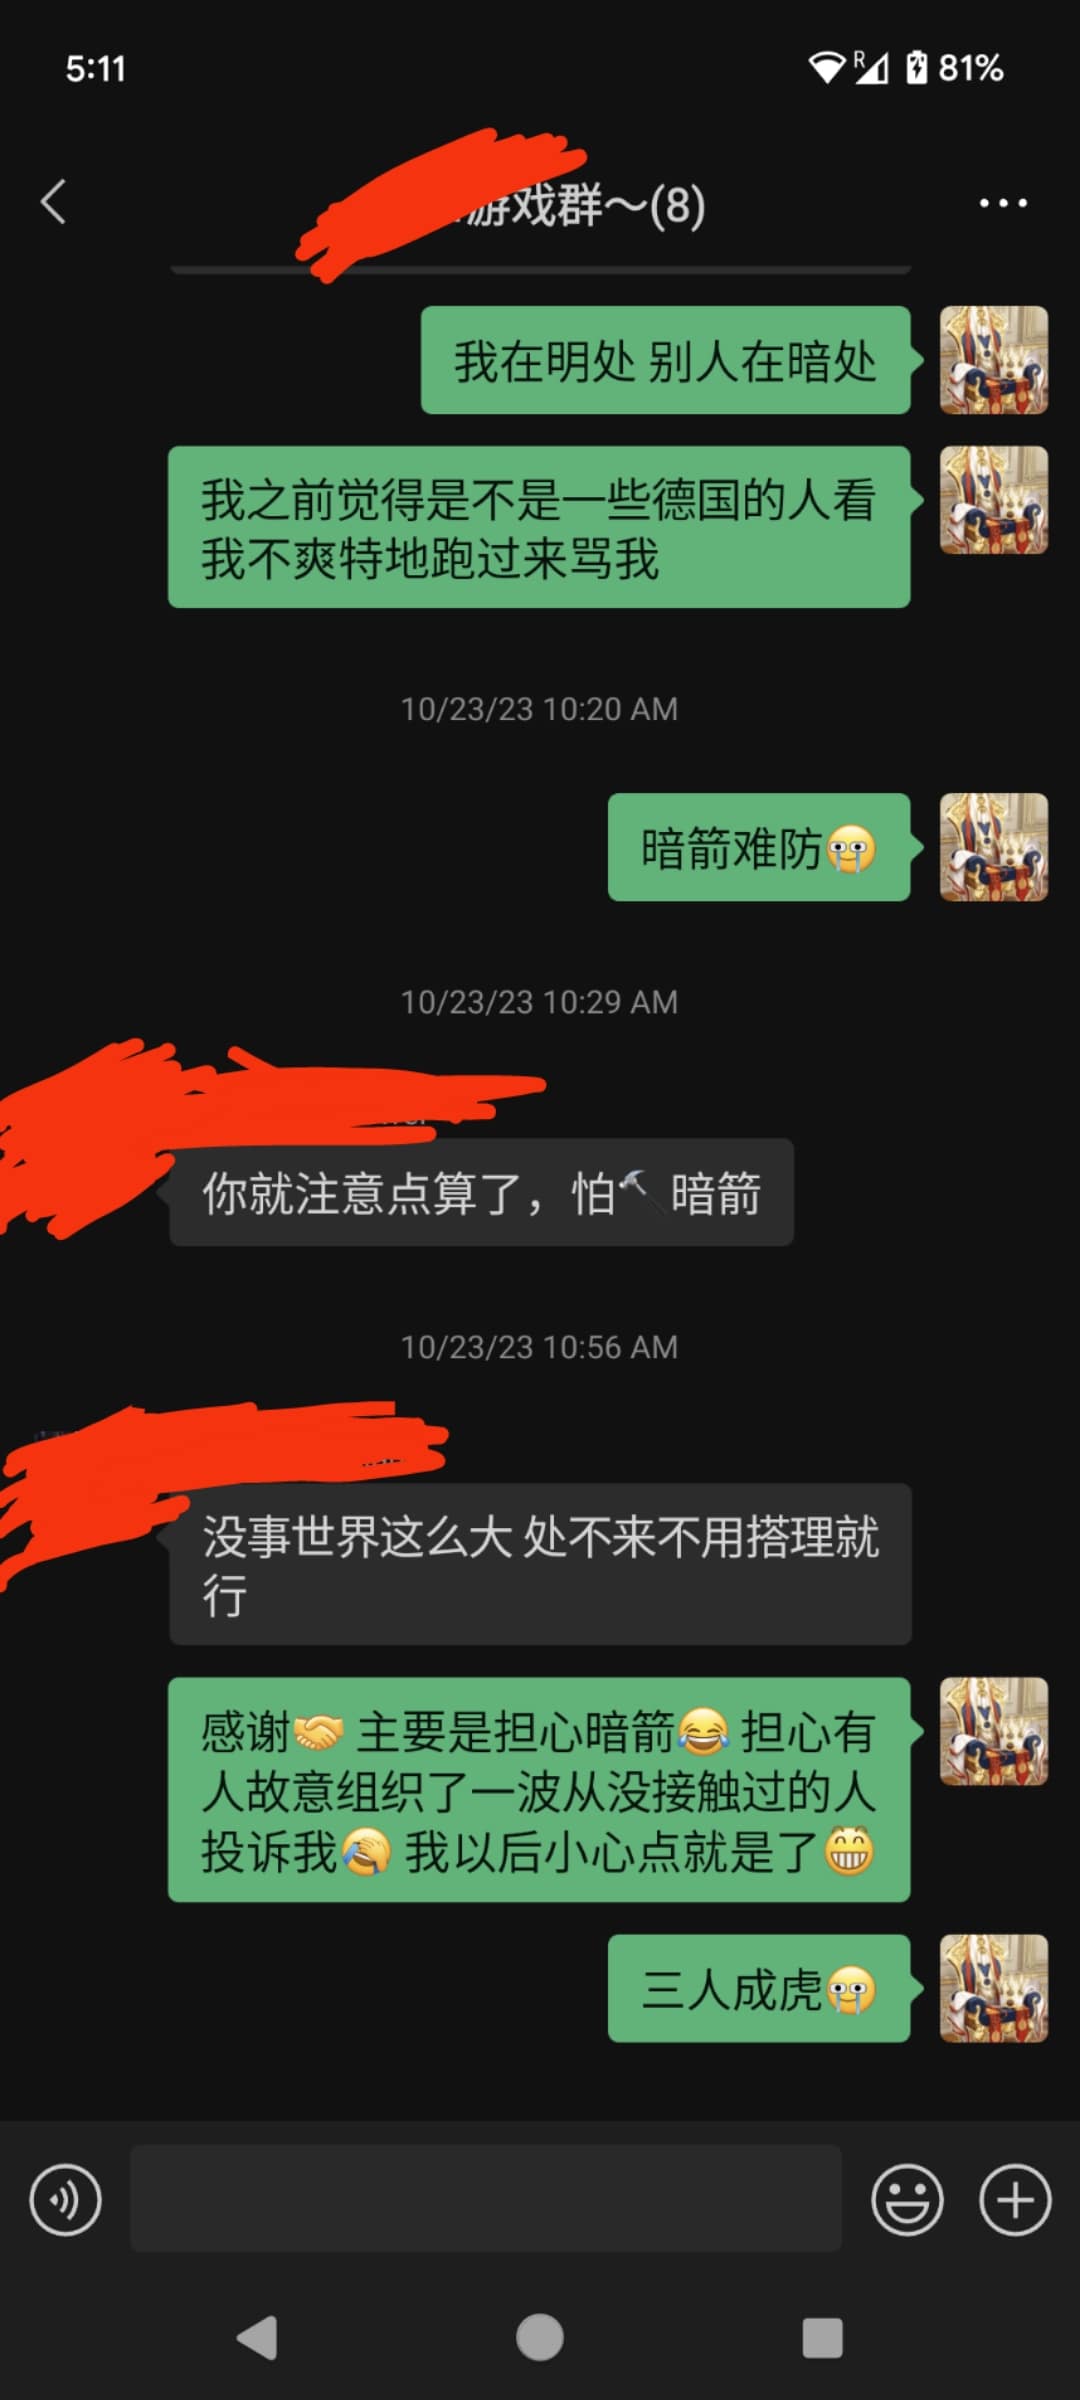 5:11
R 81%
游戏群～(8)
我在明处 别人在暗处
我之前觉得是不是一些德国的人看
我不爽特地跑过来骂我
10/23/23 10:20 AM
暗箭难防😭
10/23/23 10:29 AM
你就注意点算了，怕🔨暗箭
10/23/23 10:56 AM
没事世界这么大 处不来不用搭理就
行
感谢🤝 主要是担心暗箭😂 担心有
人故意组织了一波从没接触过的人
投诉我🤦 我以后小心点就是了😁
三人成虎😭